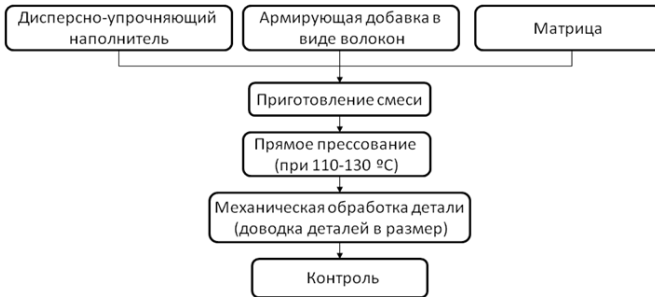 Дисперсно-упрочняющий
наполнитель
Армирующая добавка в
виде волокон
Матрица
Приготовление смеси
Прямое прессование
(при 110-130 ºС)
Механическая обработка детали
(доводка деталей в размер)
Контроль